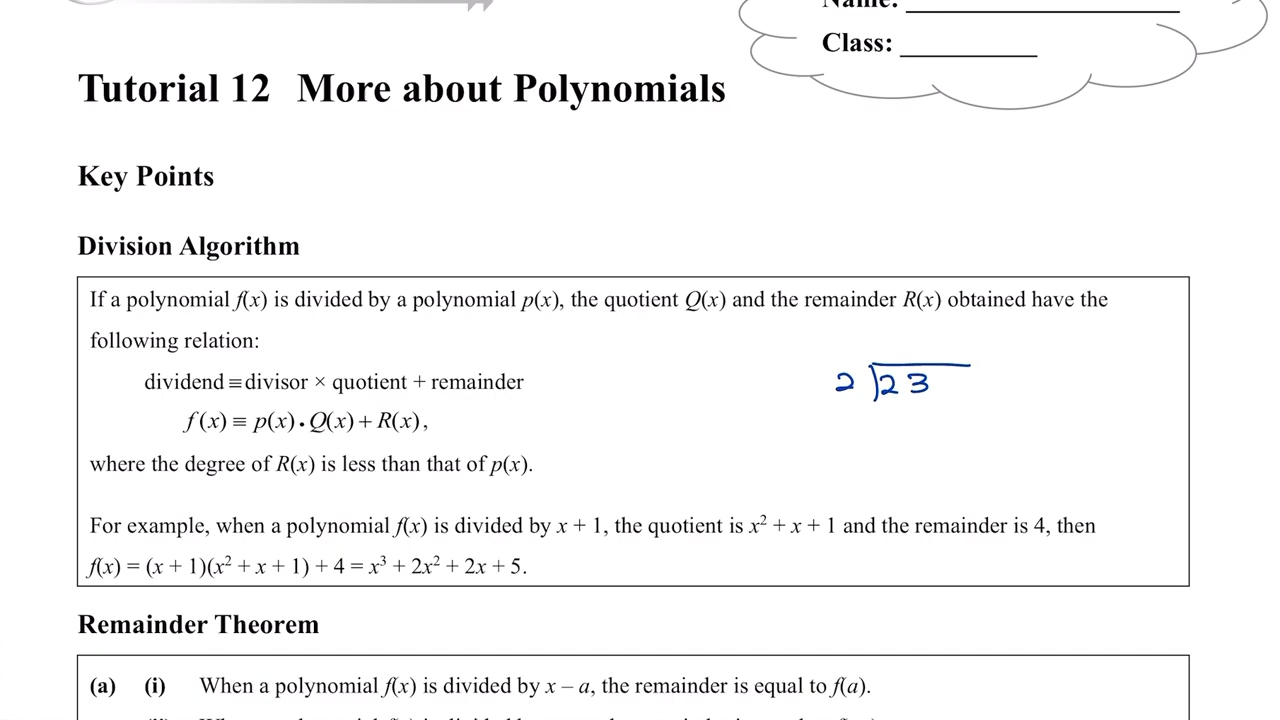 Name:
Class:
Tutorial 12 More about Polynomials
Key Points
Division Algorithm
If a polynomial f(x) is divided by a polynomial p(x), the quotient Q(x) and the remainder R(x) obtained have the
following relation:
dividend ≡ divisor × quotient + remainder
2 ) 2 3
f(x) ≡ p(x) • Q(x) + R(x),
where the degree of R(x) is less than that of p(x).
For example, when a polynomial f(x) is divided by x + 1, the quotient is x² + x + 1 and the remainder is 4, then
f(x) = (x + 1)(x² + x + 1) + 4 = x³ + 2x² + 2x + 5.
Remainder Theorem
(a) (i) When a polynomial f(x) is divided by x – a, the remainder is equal to f(a).